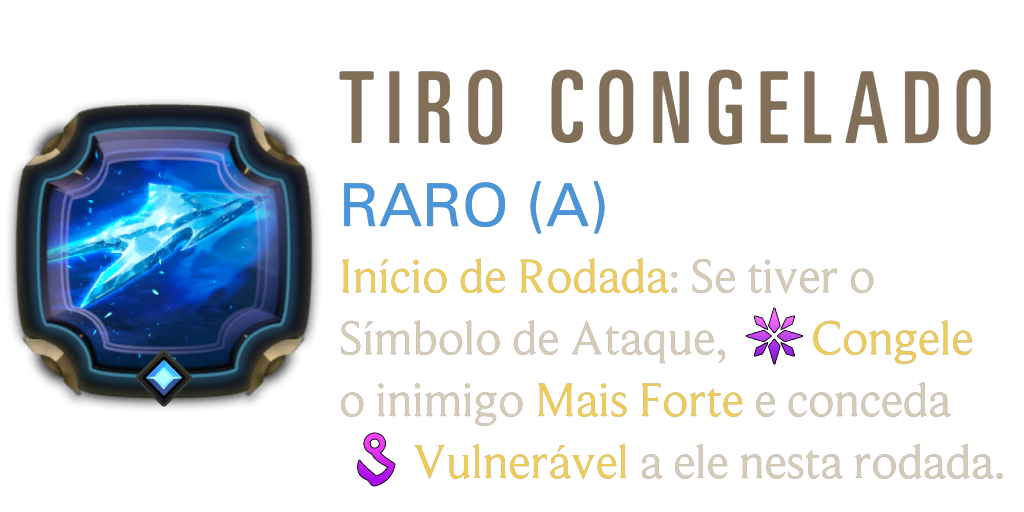 TIRO CONGELADO
RARO (A)
Início de Rodada: Se tiver o
Símbolo de Ataque, Congele
o inimigo Mais Forte e conceda
Vulnerável a ele nesta rodada.